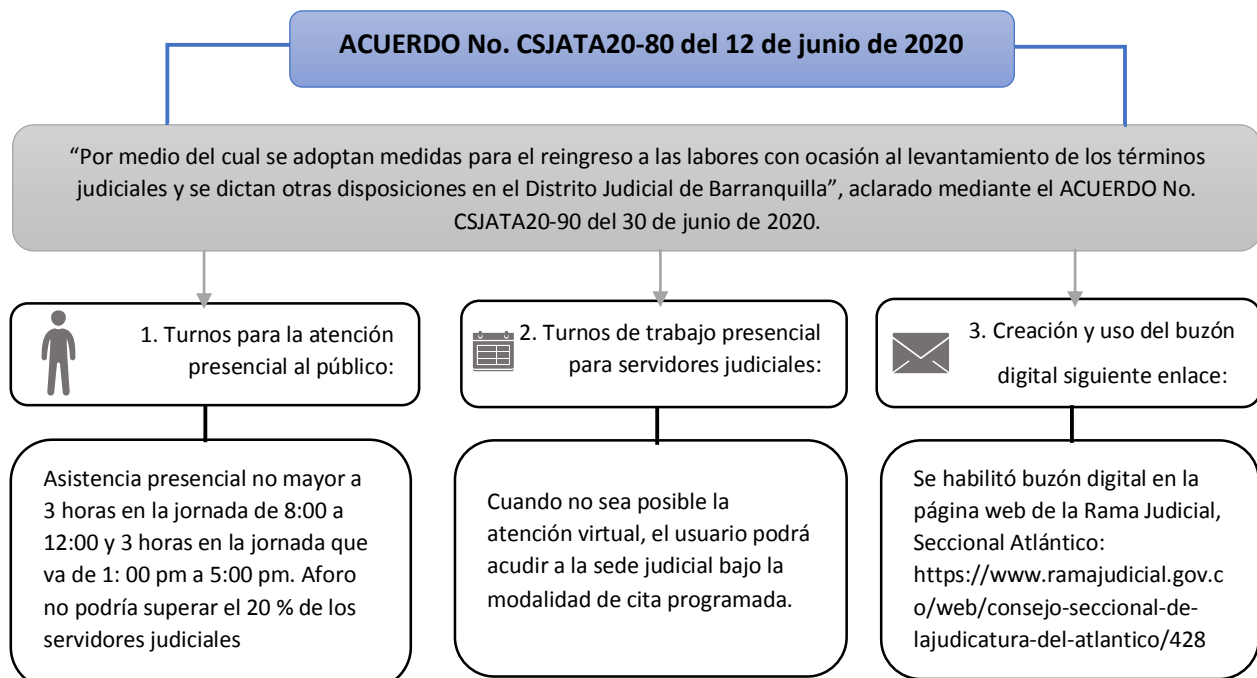 ACUERDO No. CSJATA20-80 del 12 de junio de 2020
“Por medio del cual se adoptan medidas para el reingreso a las labores con ocasión al levantamiento de los términos
judiciales y se dictan otras disposiciones en el Distrito Judicial de Barranquilla”, aclarado mediante el ACUERDO No.
CSJATA20-90 del 30 de junio de 2020.
1. Turnos para la atención
presencial al público:
Asistencia presencial no mayor a
3 horas en la jornada de 8:00 a
12:00 y 3 horas en la jornada que
va de 1: 00 pm a 5:00 pm. Aforo
no podría superar el 20 % de los
servidores judiciales
2. Turnos de trabajo presencial
para servidores judiciales:
Cuando no sea posible la
atención virtual, el usuario podrá
acudir a la sede judicial bajo la
modalidad de cita programada.
3. Creación y uso del buzón
digital siguiente enlace:
Se habilitó buzón digital en la
página web de la Rama Judicial,
Seccional Atlántico:
https://www.ramajudicial.gov.c
o/web/consejo-seccional-de-
lajudicatura-del-atlantico/428